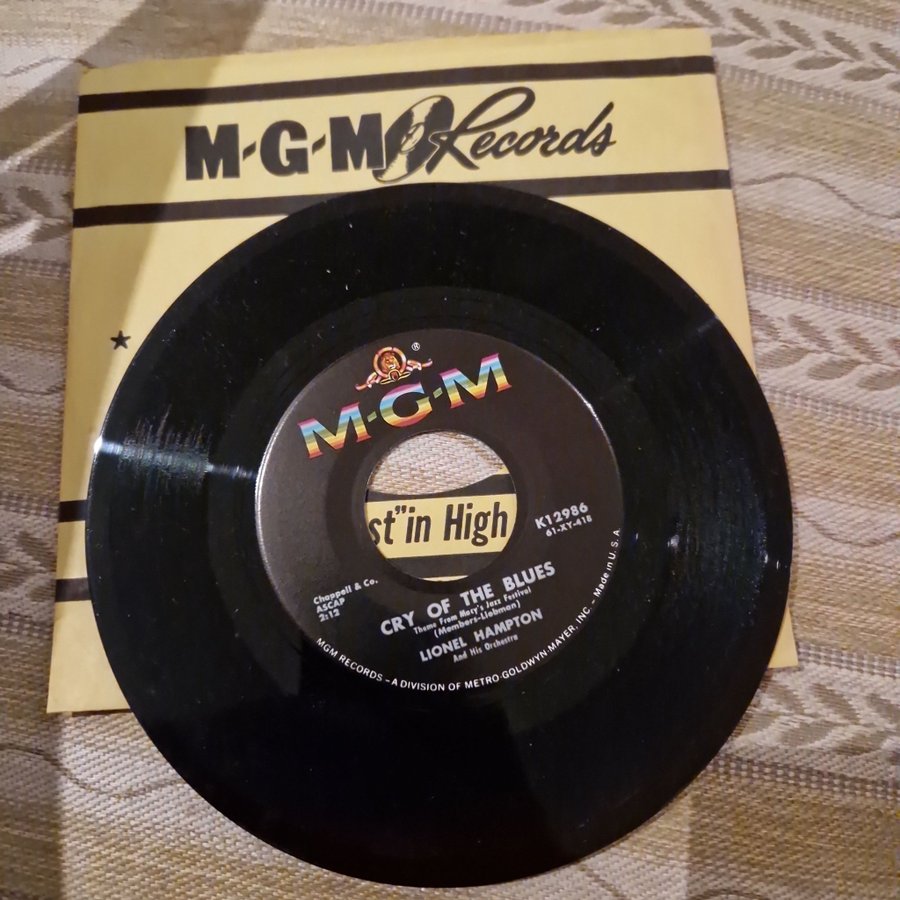 M-G-M Records
®
M-G-M
st" in High
K12986
61-XY-418
Chappell & Co.
ASCAP
2:12
CRY OF THE BLUES
Theme From Macy's Jazz Festival
(Members-Liebman)
LIONEL HAMPTON
And His Orchestra
MGM RECORDS – A DIVISION OF METRO-GOLDWYN-MAYER, INC. – Made in U.S.A.